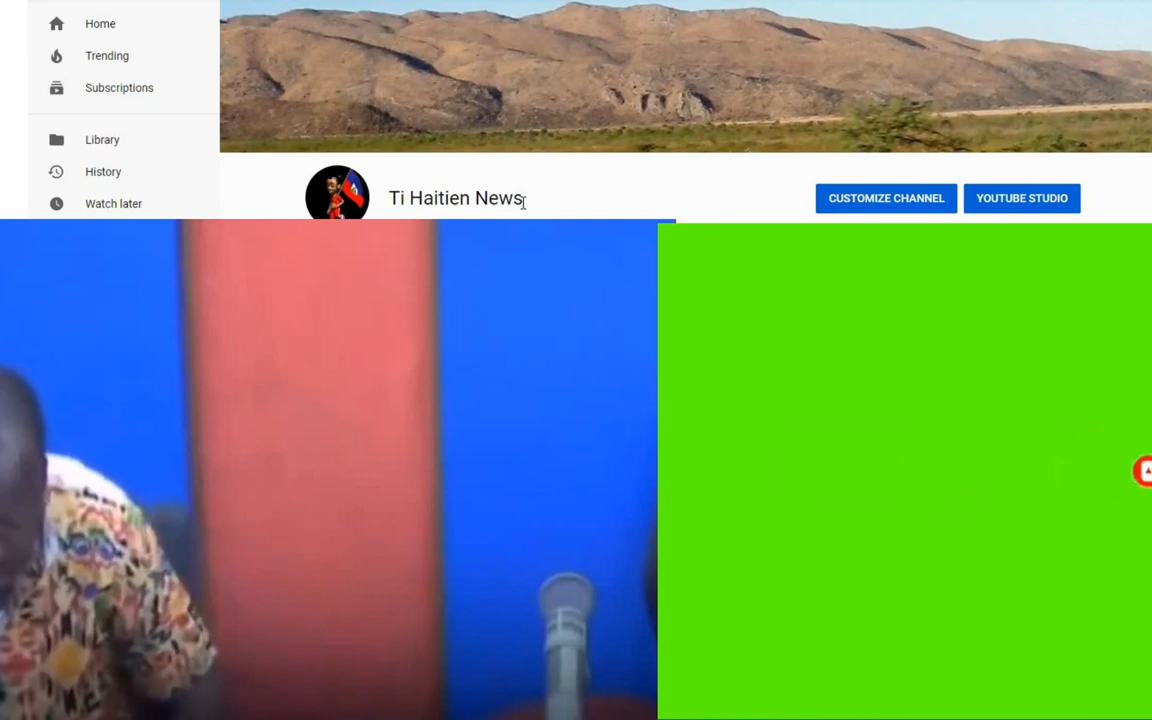 Home
Trending
Subscriptions
Library
History
Watch later
Ti Haitien News
CUSTOMIZE CHANNEL
YOUTUBE STUDIO